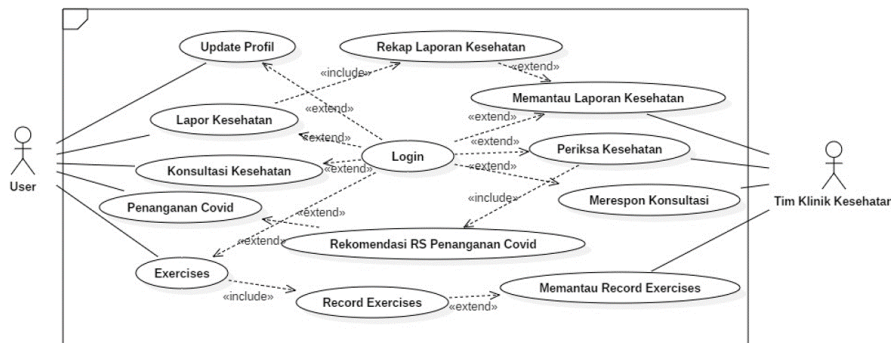 Update Profil
Rekap Laporan Kesehatan
«include»
«extend»
Memantau Laporan Kesehatan
«extend»
Lapor Kesehatan
«extend»
«extend»
«extend»
Login
Periksa Kesehatan
User
Konsultasi Kesehatan
«extend»
«extend»
Tim Klinik Kesehatan
Penanganan Covid
«include»
Merespon Konsultasi
«extend»
«extend»
Rekomendasi RS Penanganan Covid
Exercises
«include»
Record Exercises
«extend»
Memantau Record Exercises